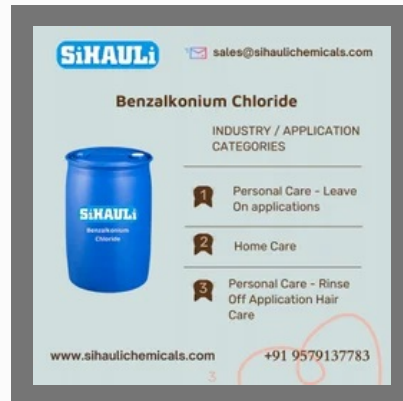 SiHAULi
sales@sihaulichemicals.com
Benzalkonium Chloride
INDUSTRY / APPLICATION
CATEGORIES
1
Personal Care - Leave
On applications
SiHAULi
Benzalkonium
Chloride
2
Home Care
3
Personal Care - Rinse
Off Application Hair
Care
www.sihaulichemicals.com
+91 9579137783
3